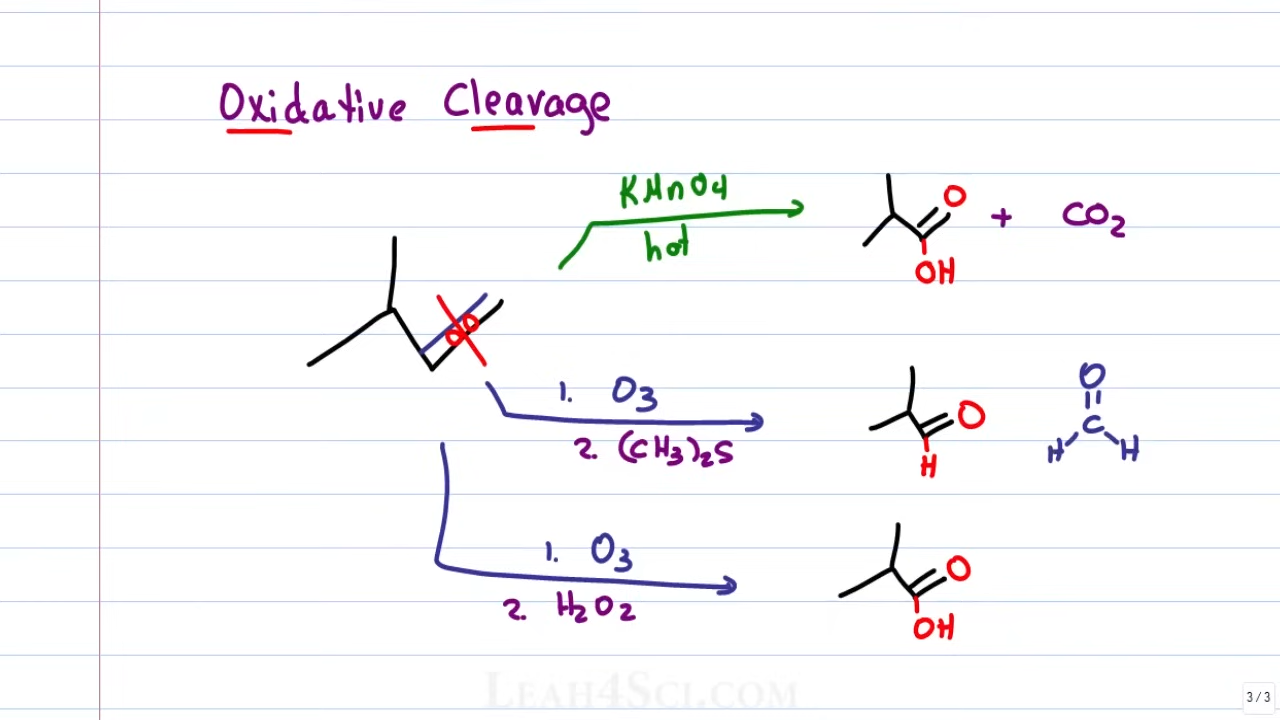 Oxidative Cleavage
KMnO4
hot
O
OH
+ CO2
OO
1. O3
2. (CH3)2S
O
H
O
C
H H
1. O3
2. H2O2
O
OH
LEAH4SCI.COM
3/3